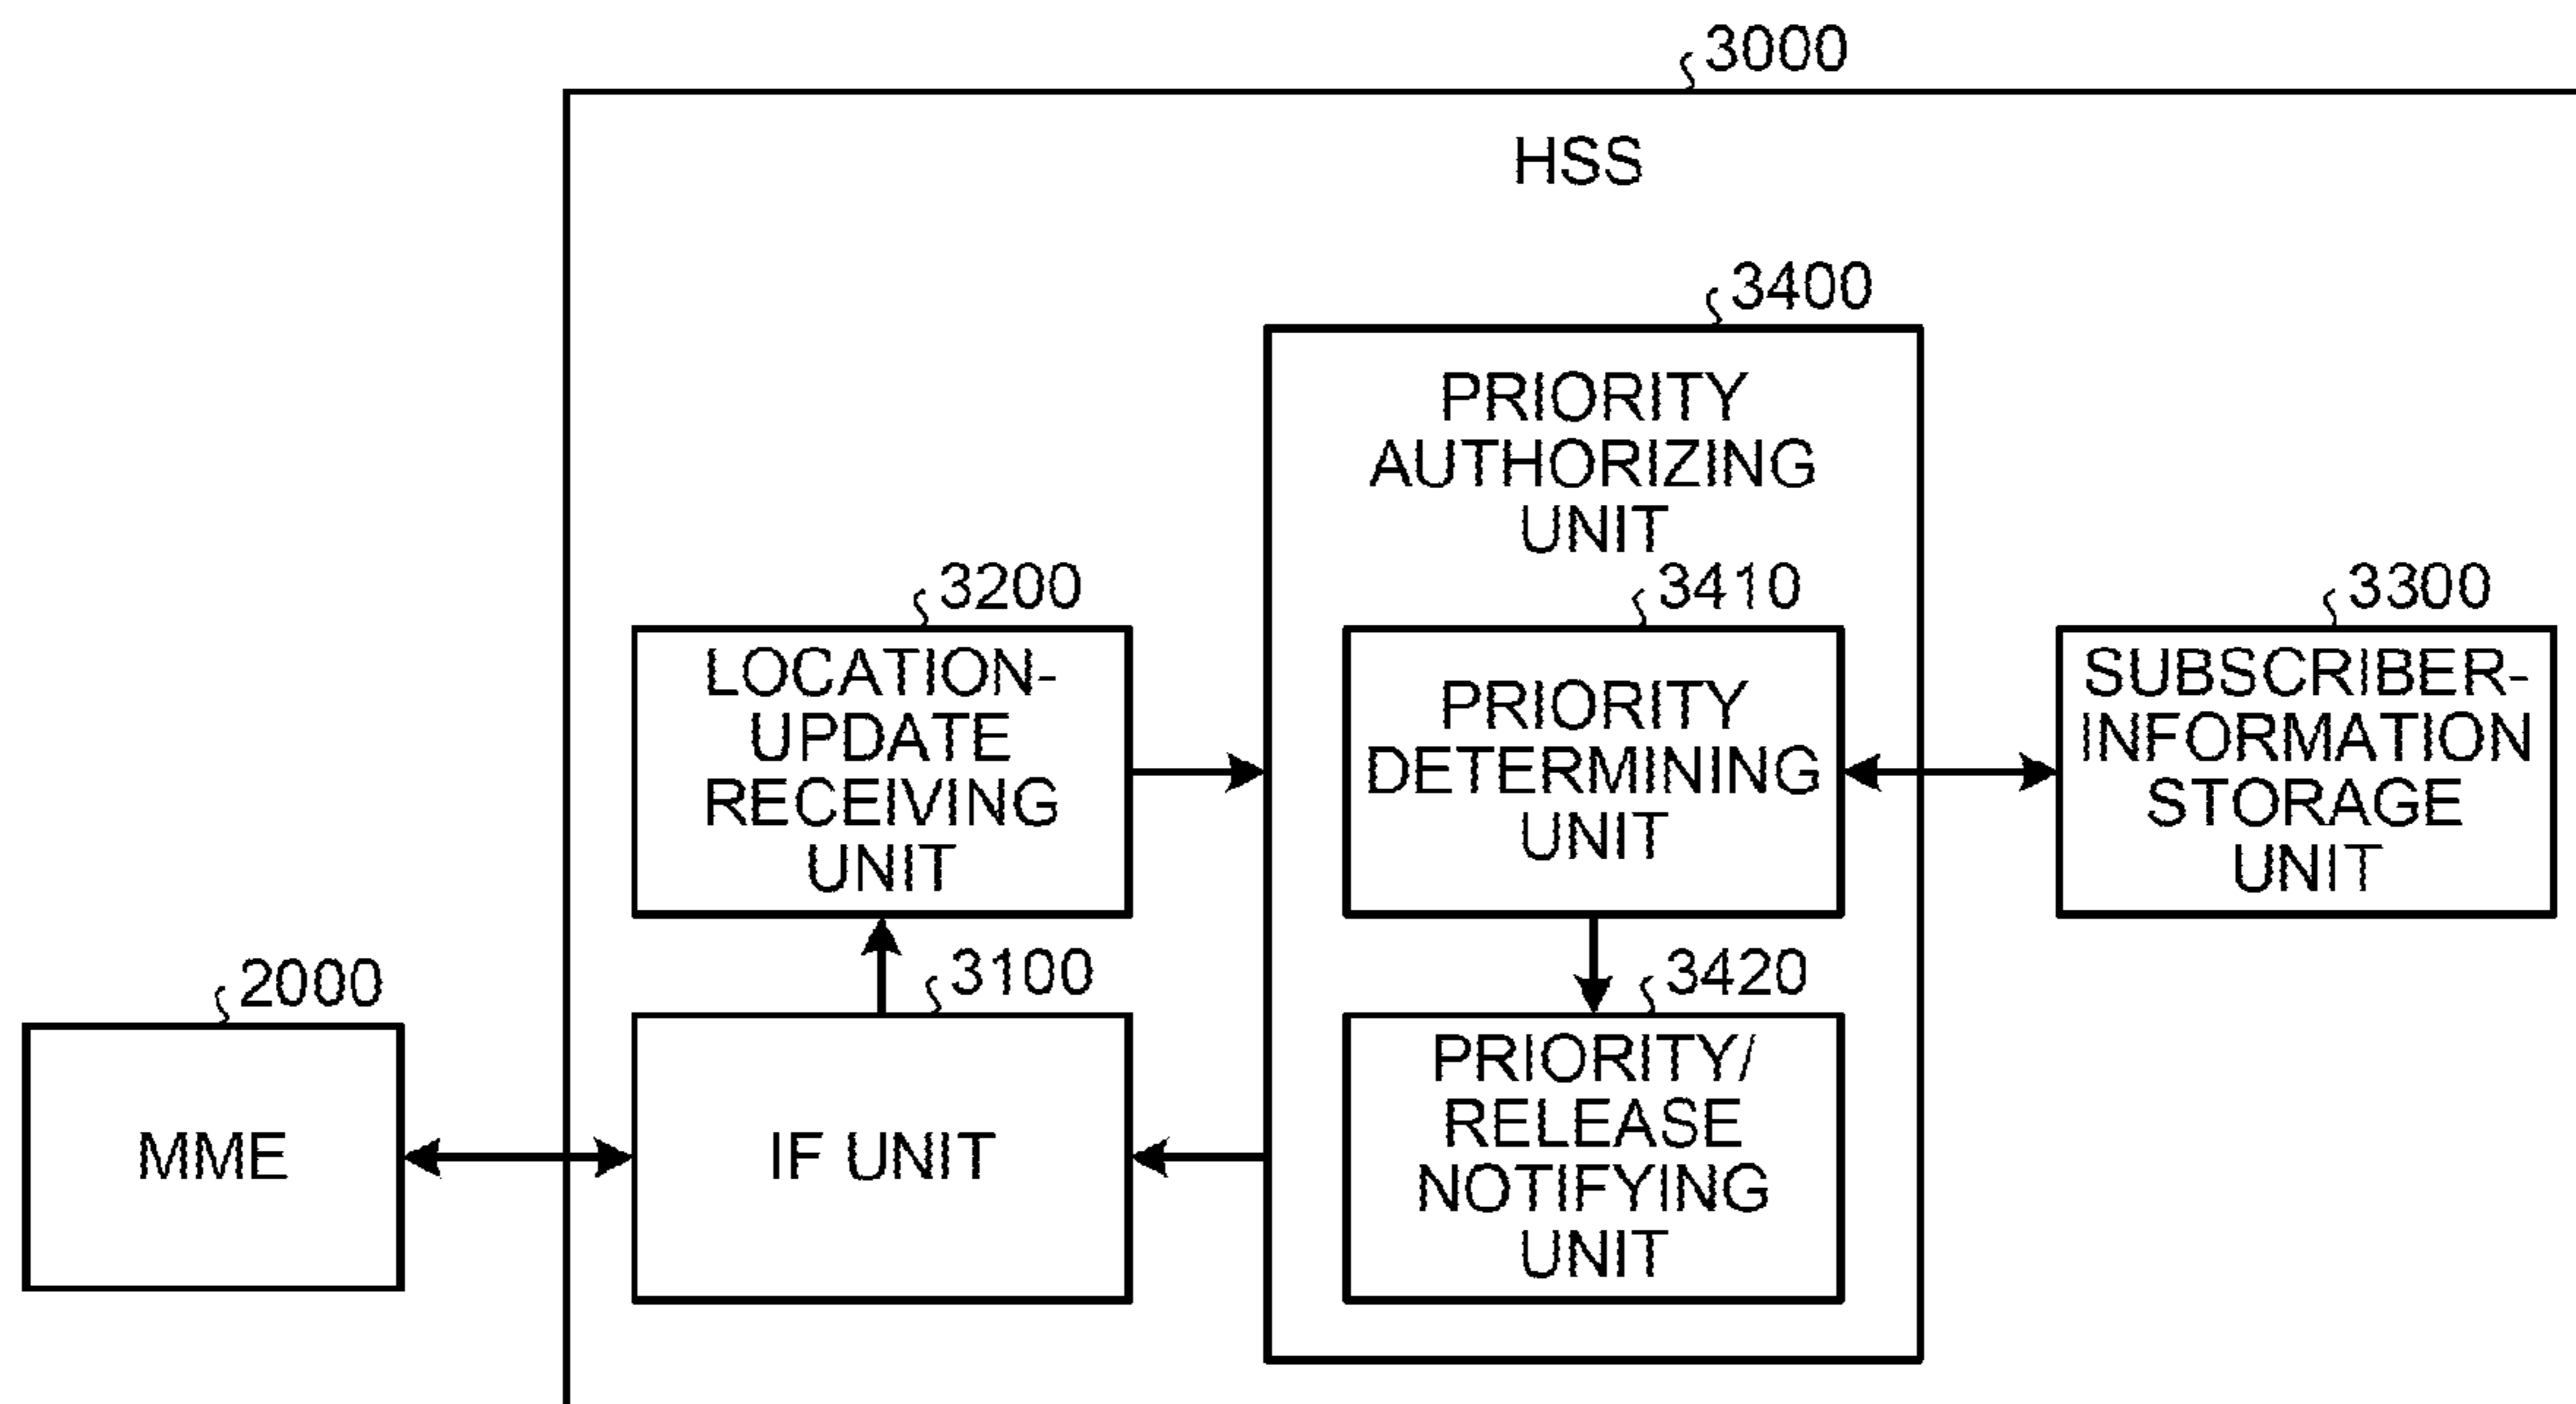 3000
HSS
3400
PRIORITY
AUTHORIZING
UNIT
3200
LOCATION-
UPDATE
RECEIVING
UNIT
3410
PRIORITY
DETERMINING
UNIT
3300
SUBSCRIBER-
INFORMATION
STORAGE
UNIT
2000
MME
3100
IF UNIT
3420
PRIORITY/
RELEASE
NOTIFYING
UNIT